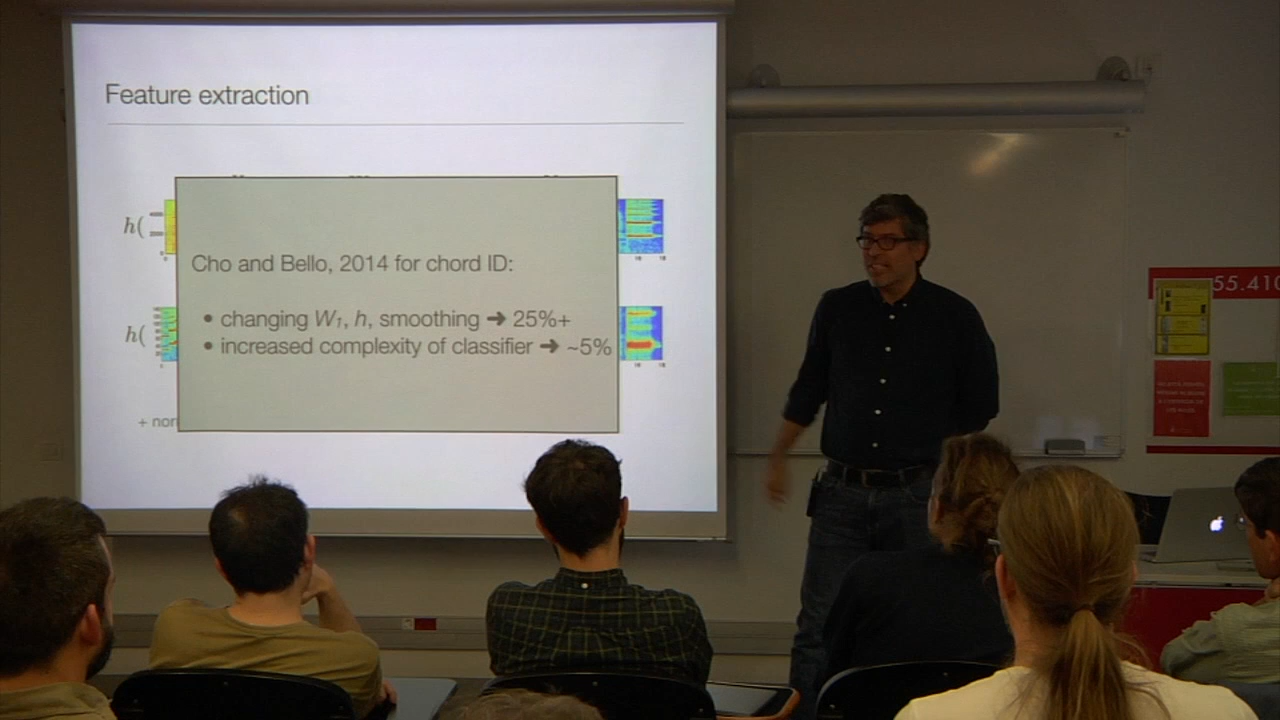 Feature extraction
h(
Cho and Bello, 2014 for chord ID:
• changing W₁, h, smoothing ➔ 25%+
• increased complexity of classifier ➔ ~5%
h(
+ nor
55.410